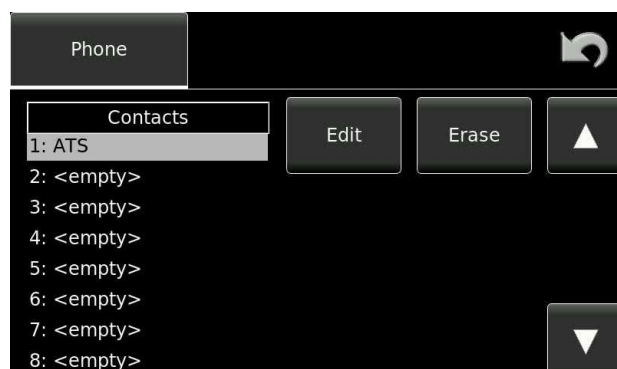 Phone
Contacts
Edit
Erase
1: ATS
2: <empty>
3: <empty>
4: <empty>
5: <empty>
6: <empty>
7: <empty>
8: <empty>